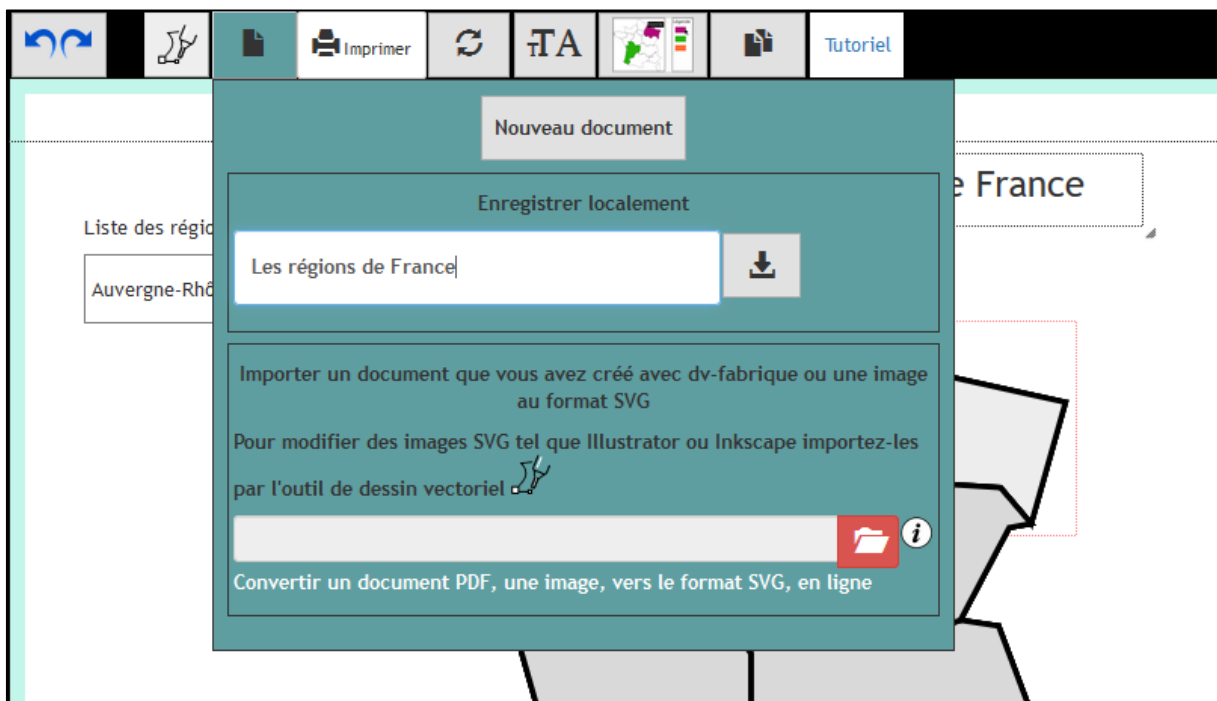 Imprimer
TA
Tutoriel
Nouveau document
e France
Enregistrer localement
Liste des régio
Les régions de France
Auvergne-Rhô
Importer un document que vous avez créé avec dv-fabrique ou une image
au format SVG
Pour modifier des images SVG tel que Illustrator ou Inkscape importez-les
par l'outil de dessin vectoriel
i
Convertir un document PDF, une image, vers le format SVG, en ligne